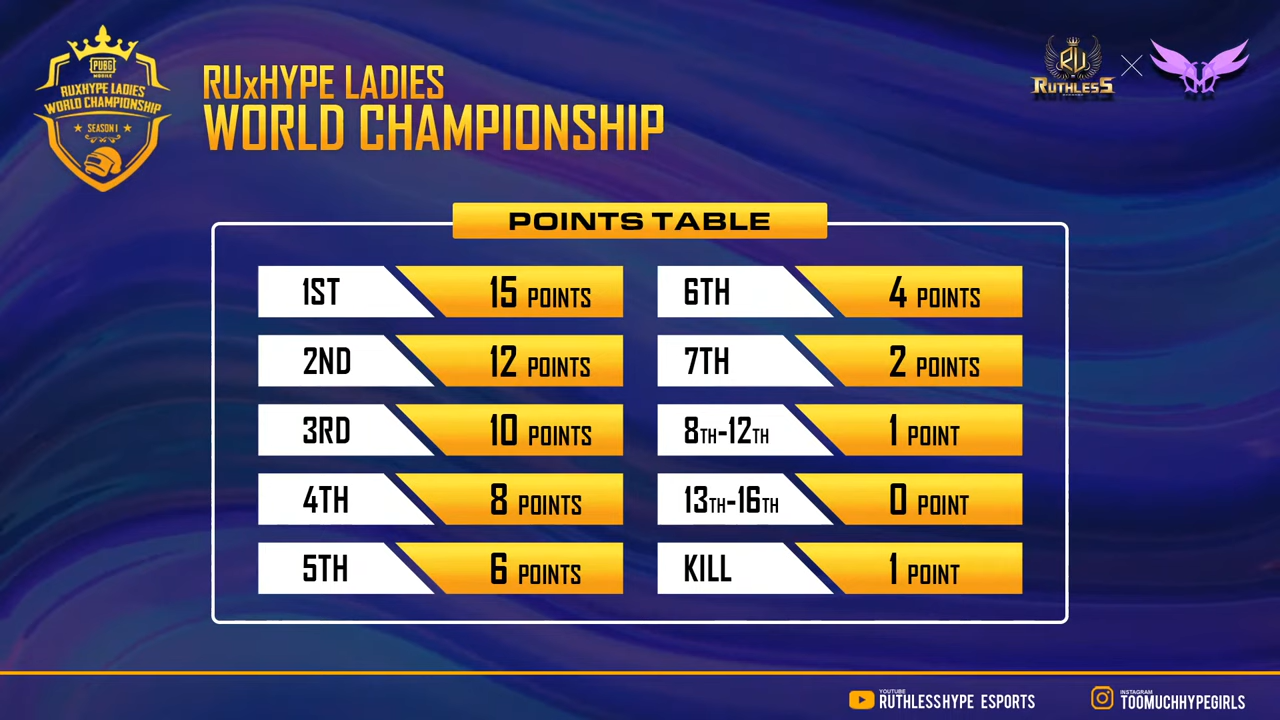 PUBG
MOBILE
RUXHYPE LADIES
WORLD CHAMPIONSHIP
SEASON I
RUxHYPE LADIES
WORLD CHAMPIONSHIP
RU
RUTHLESS
POINTS TABLE
1ST 15 POINTS
2ND 12 POINTS
3RD 10 POINTS
4TH 8 POINTS
5TH 6 POINTS
6TH 4 POINTS
7TH 2 POINTS
8TH-12TH 1 POINT
13TH-16TH 0 POINT
KILL 1 POINT
YOUTUBE
RUTHLESSHYPE ESPORTS
INSTAGRAM
TOOMUCHHYPEGIRLS